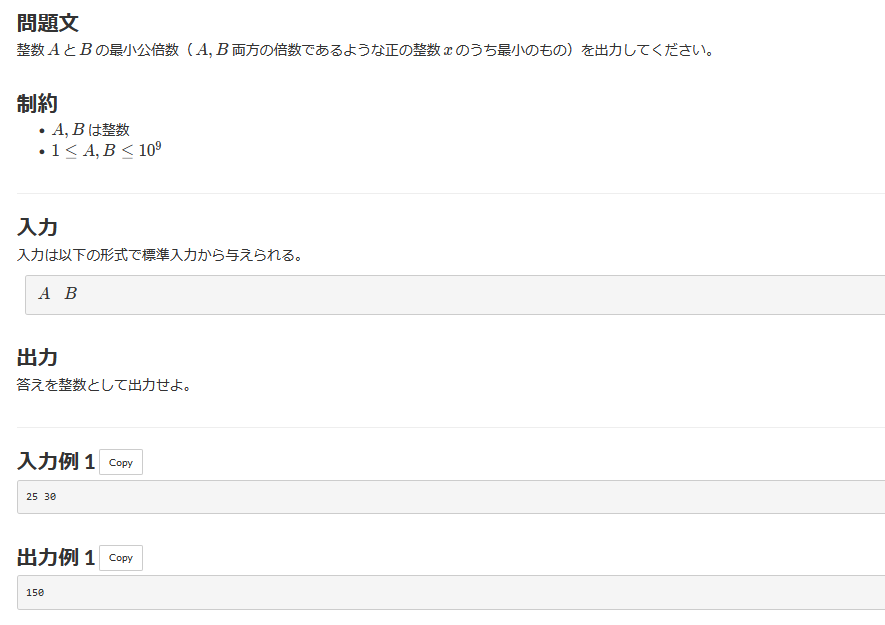 問題文
整数 A と B の最小公倍数（ A, B 両方の倍数であるような正の整数 x のうち最小のもの）を出力してください。
制約
• A, B は整数
• 1 ≤ A, B ≤ 10⁹
入力
入力は以下の形式で標準入力から与えられる。
A B
出力
答えを整数として出力せよ。
入力例 1 Copy
25 30
出力例 1 Copy
150